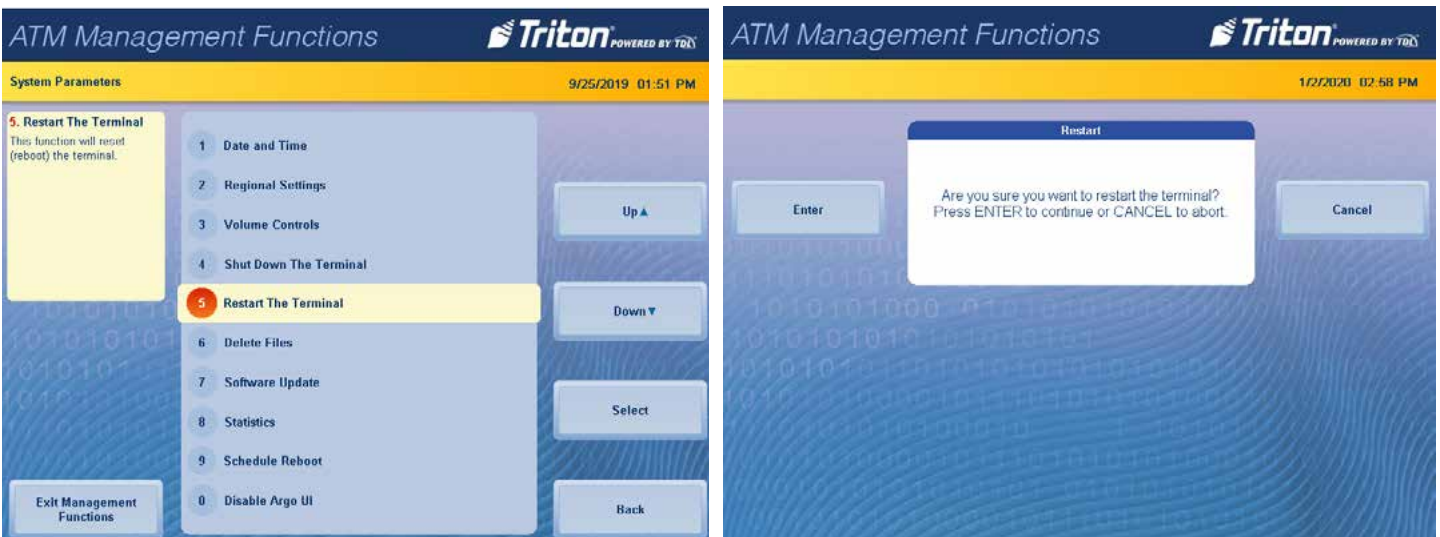 ATM Management Functions
Triton POWERED BY TDL
System Parameters
9/25/2019 01:51 PM
5. Restart The Terminal
This function will reset
(reboot) the terminal.
1 Date and Time
2 Regional Settings
3 Volume Controls
4 Shut Down The Terminal
5 Restart The Terminal
6 Delete Files
7 Software Update
8 Statistics
9 Schedule Reboot
0 Disable Argo UI
Up▲
Down▼
Select
Back
Exit Management
Functions
ATM Management Functions
Triton POWERED BY TDL
1/2/2020 02:58 PM
Restart
Are you sure you want to restart the terminal?
Press ENTER to continue or CANCEL to abort.
Enter
Cancel